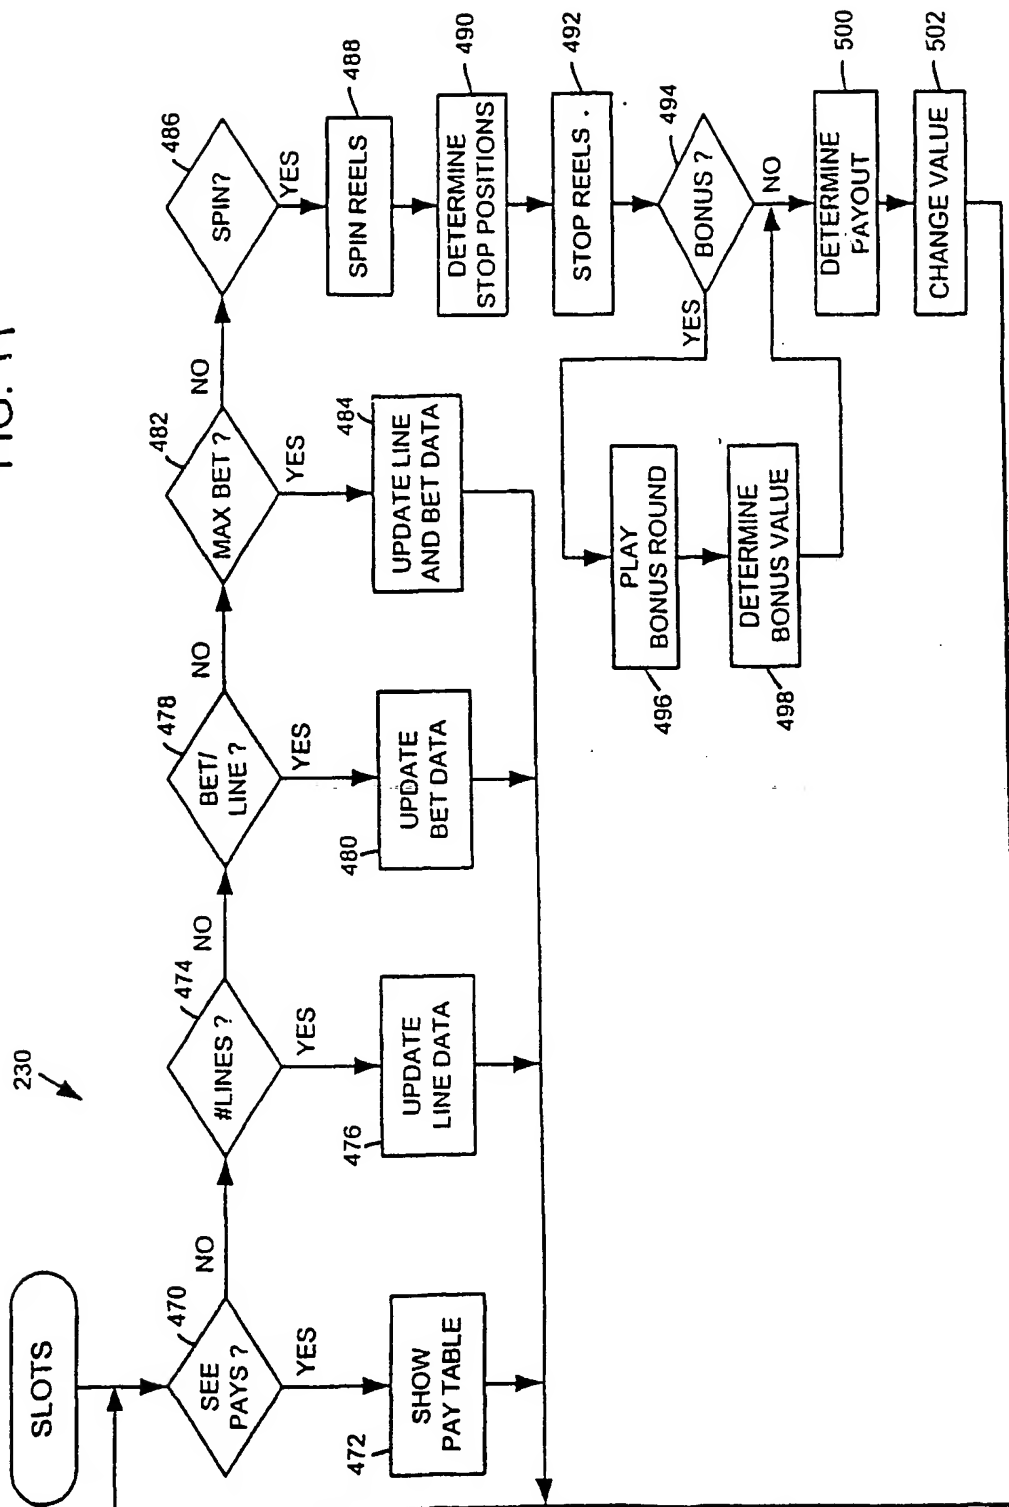 FIG. 11
230
SLOTS
470
SEE
PAYS ?
NO
YES
472
SHOW
PAY TABLE
474
#LINES ?
NO
YES
476
UPDATE
LINE DATA
478
BET/
LINE ?
NO
YES
480
UPDATE
BET DATA
482
MAX BET ?
NO
YES
484
UPDATE LINE
AND BET DATA
486
SPIN?
YES
488
SPIN REELS
490
DETERMINE
STOP POSITIONS
492
STOP REELS .
494
BONUS ?
YES
NO
496
PLAY
BONUS ROUND
498
DETERMINE
BONUS VALUE
500
DETERMINE
PAYOUT
502
CHANGE VALUE